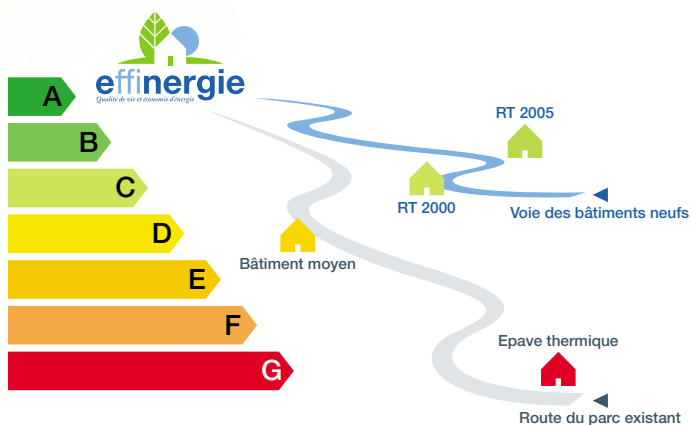 effinergie
Qualité de vie et économie d'énergie
A
B
C
D
E
F
G
RT 2005
RT 2000
Voie des bâtiments neufs
Bâtiment moyen
Epave thermique
Route du parc existant